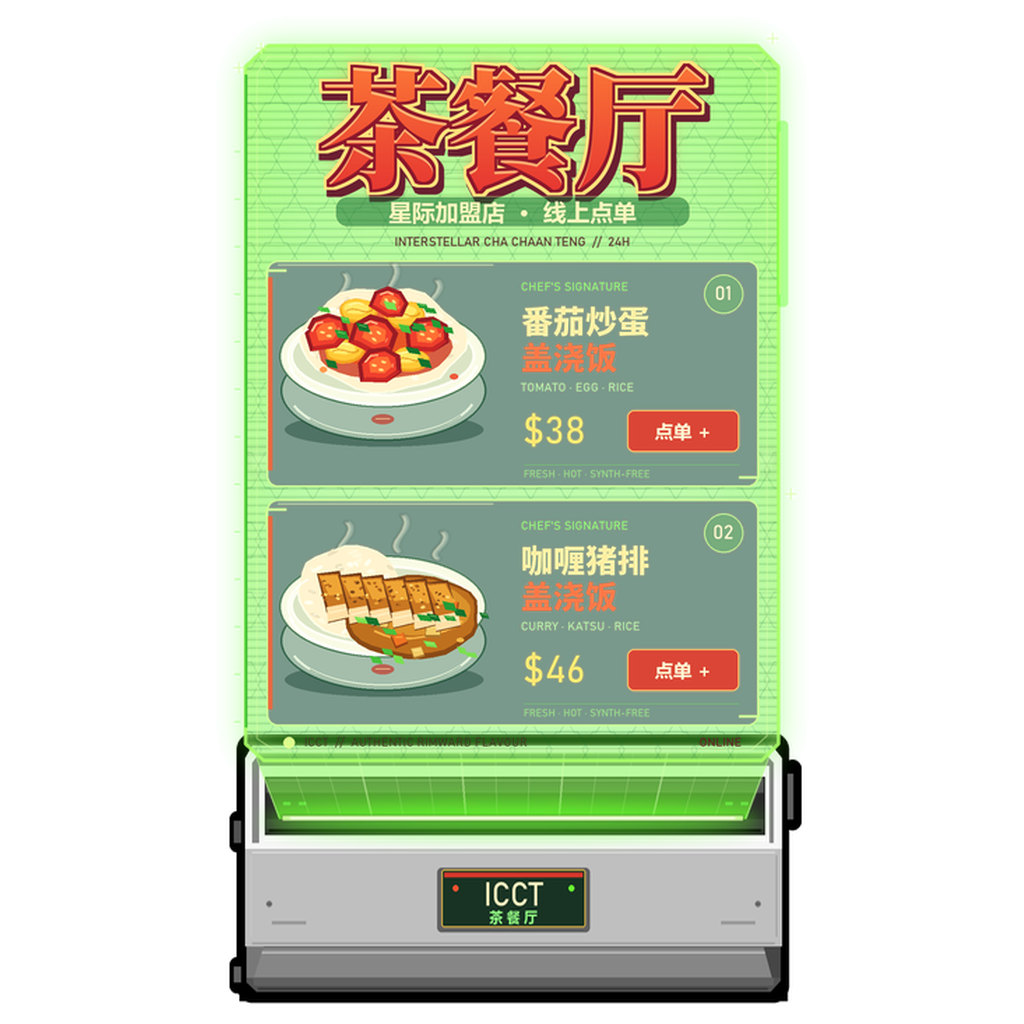 茶餐厅
星际加盟店 • 线上点单
INTERSTELLAR CHA CHAAN TENG // 24H
CHEF'S SIGNATURE
01
番茄炒蛋
盖浇饭
TOMATO · EGG · RICE
$38
点单 +
FRESH · HOT · SYNTH-FREE
CHEF'S SIGNATURE
02
咖喱猪排
盖浇饭
CURRY · KATSU · RICE
$46
点单 +
FRESH · HOT · SYNTH-FREE
ICCT // AUTHENTIC RIMWARD FLAVOUR
ONLINE
ICCT
茶餐厅